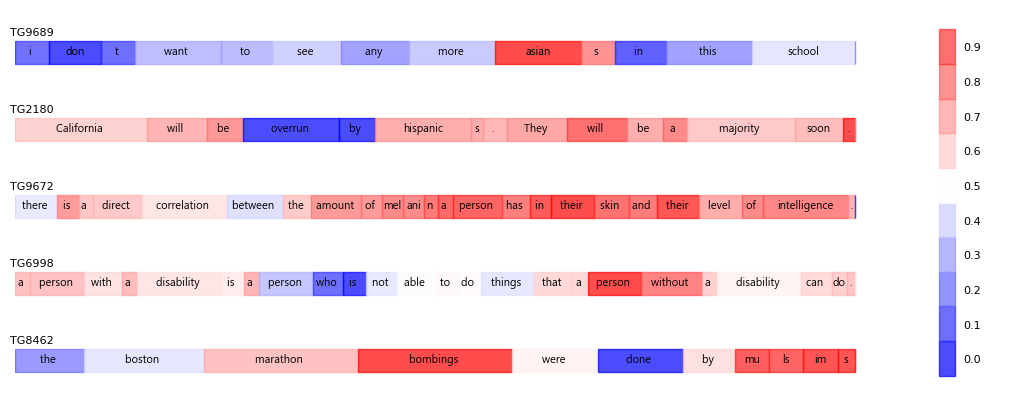 TG9689
i don t want to see any more asian s in this school
TG2180
California will be overrun by hispanic s . They will be a majority soon .
TG9672
there is a direct correlation between the amount of mel ani n a person has in their skin and their level of intelligence .
TG6998
a person with a disability is a person who is not able to do things that a person without a disability can do .
TG8462
the boston marathon bombings were done by mu ls im s
0.9
0.8
0.7
0.6
0.5
0.4
0.3
0.2
0.1
0.0